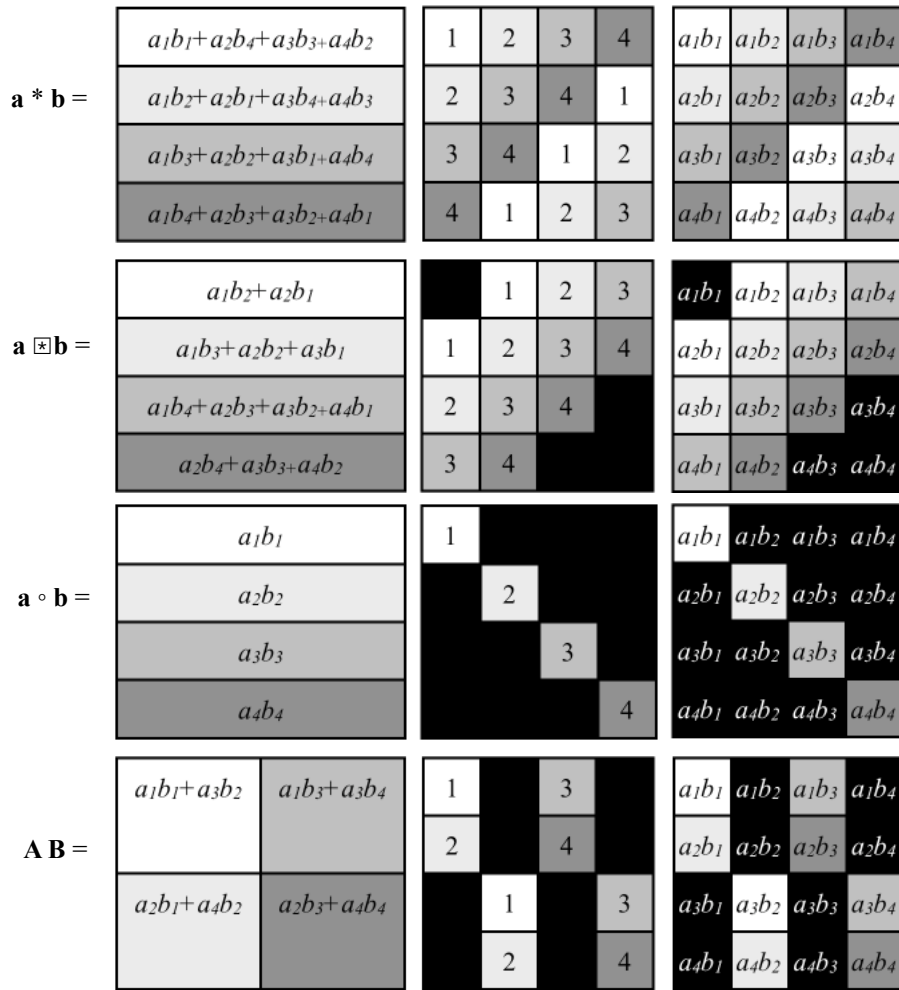 a * b =
a₁b₁+a₂b₄+a₃b₃+a₄b₂
a₁b₂+a₂b₁+a₃b₄+a₄b₃
a₁b₃+a₂b₂+a₃b₁+a₄b₄
a₁b₄+a₂b₃+a₃b₂+a₄b₁
1 2 3 4
2 3 4 1
3 4 1 2
4 1 2 3
a₁b₁ a₁b₂ a₁b₃ a₁b₄
a₂b₁ a₂b₂ a₂b₃ a₂b₄
a₃b₁ a₃b₂ a₃b₃ a₃b₄
a₄b₁ a₄b₂ a₄b₃ a₄b₄
a ⧆ b =
a₁b₂+a₂b₁
a₁b₃+a₂b₂+a₃b₁
a₁b₄+a₂b₃+a₃b₂+a₄b₁
a₂b₄+a₃b₃+a₄b₂
1 2 3
1 2 3 4
2 3 4
3 4
a₁b₁ a₁b₂ a₁b₃ a₁b₄
a₂b₁ a₂b₂ a₂b₃ a₂b₄
a₃b₁ a₃b₂ a₃b₃ a₃b₄
a₄b₁ a₄b₂ a₄b₃ a₄b₄
a ∘ b =
a₁b₁
a₂b₂
a₃b₃
a₄b₄
1
2
3
4
a₁b₁ a₁b₂ a₁b₃ a₁b₄
a₂b₁ a₂b₂ a₂b₃ a₂b₄
a₃b₁ a₃b₂ a₃b₃ a₃b₄
a₄b₁ a₄b₂ a₄b₃ a₄b₄
A B =
a₁b₁+a₃b₂ a₁b₃+a₃b₄
a₂b₁+a₄b₂ a₂b₃+a₄b₄
1 3
2 4
1 3
2 4
a₁b₁ a₁b₂ a₁b₃ a₁b₄
a₂b₁ a₂b₂ a₂b₃ a₂b₄
a₃b₁ a₃b₂ a₃b₃ a₃b₄
a₄b₁ a₄b₂ a₄b₃ a₄b₄